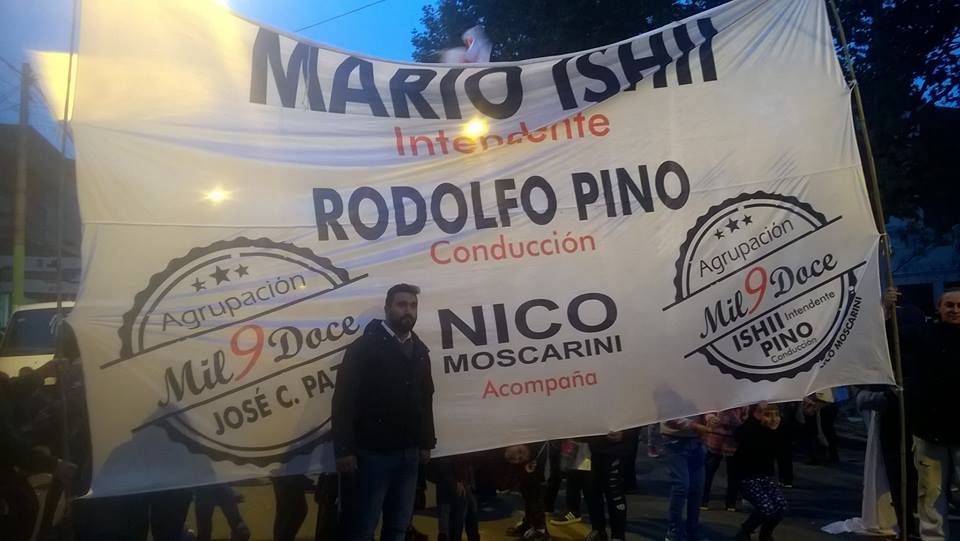 MARIO ISHII
Intendente
RODOLFO PINO
Conducción
NICO
MOSCARINI
Acompaña
Agrupación
Mil9Doce
JOSÉ C. PAZ
Agrupación
Mil9Doce
ISHII Intendente
PINO
Conducción
MOSCARINI